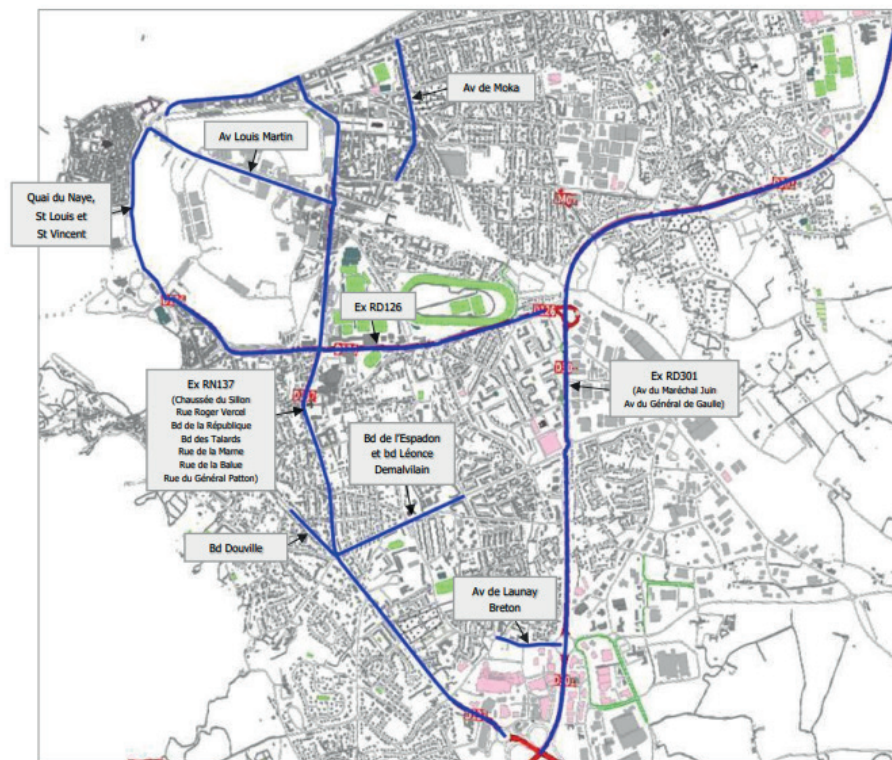 Av de Moka
Av Louis Martin
Quai du Naye,
St Louis et
St Vincent
Ex RD126
Ex RN137
(Chaussée du Sillon
Rue Roger Vercel
Bd de la République
Bd des Talards
Rue de la Marne
Rue de la Balue
Rue du Général Patton)
Ex RD301
(Av du Maréchal Juin
Av du Général de Gaulle)
Bd de l'Espadon
et bd Léonce
Demalvilain
Bd Douville
Av de Launay
Breton